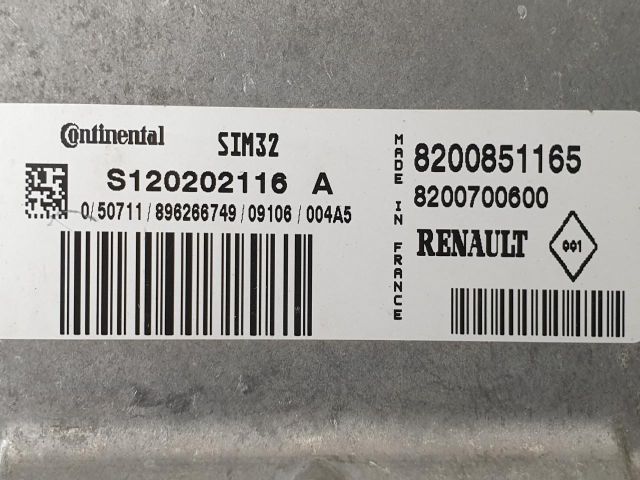 Continental SIM32
S120202116 A
0/50711/896266749/09106/004A5
MADE IN FRANCE
8200851165
8200700600
RENAULT 001